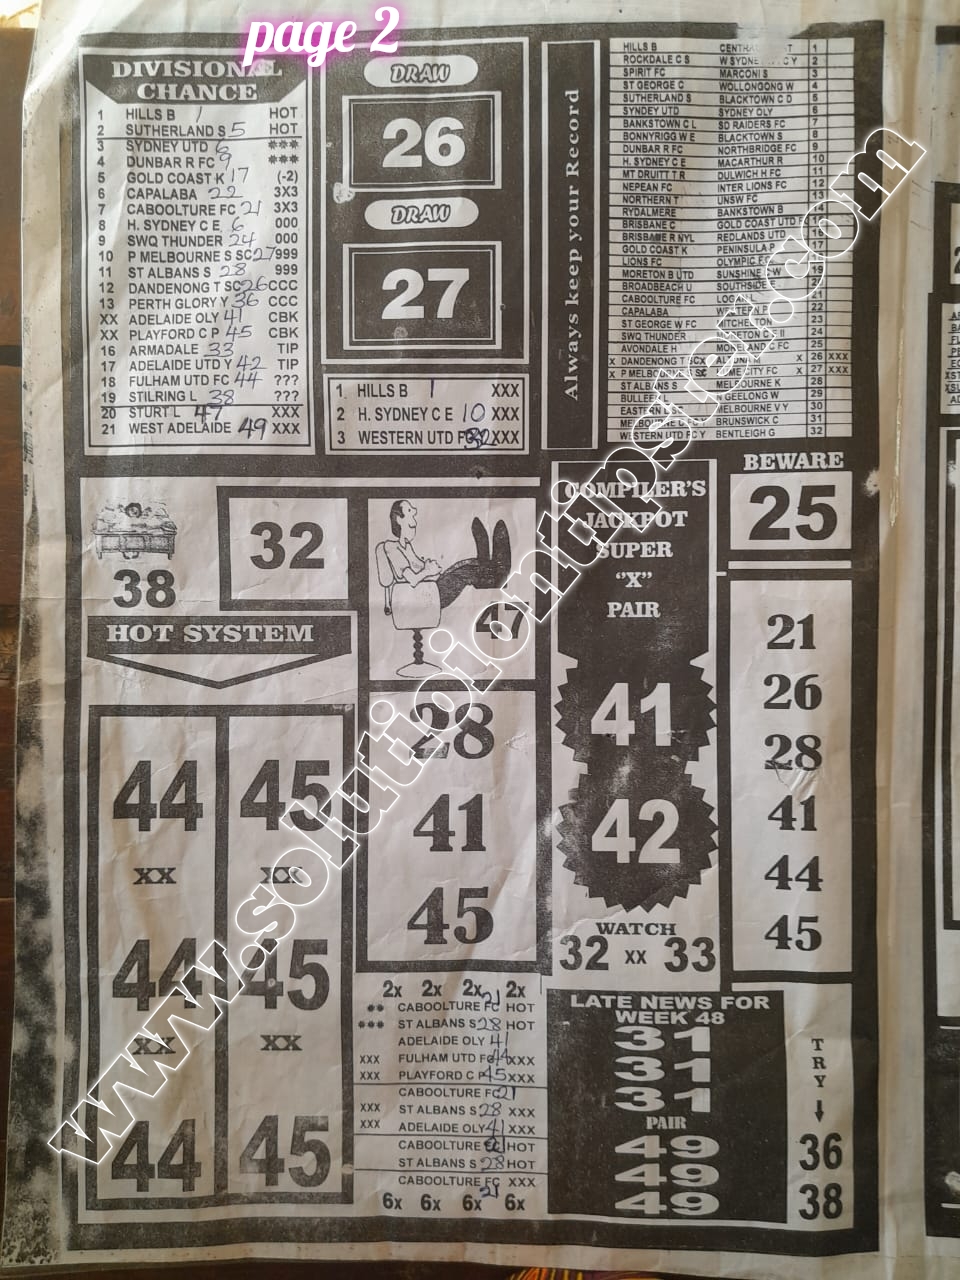 page 2
DIVISIONAL
CHANCE
1 HILLS B 1 HOT
2 SUTHERLAND S 5 HOT
3 SYDNEY UTD 6 ***
4 DUNBAR R FC 9 ***
5 GOLD COAST K 17 (-2)
6 CAPALABA 22 3X3
7 CABOOLTURE FC 21 3X3
8 H. SYDNEY C E 6 000
9 SWQ THUNDER 24 000
10 P MELBOURNE S SC 27 999
11 ST ALBANS S 28 999
12 DANDENONG T SC 26 CCC
13 PERTH GLORY Y 36 CCC
XX ADELAIDE OLY 41 CBK
XX PLAYFORD C P 45 CBK
16 ARMADALE 33 TIP
17 ADELAIDE UTD Y 42 TIP
18 FULHAM UTD FC 44 ???
19 STILRING L 38 ???
20 STURT L 47 XXX
21 WEST ADELAIDE 49 XXX
DRAW
26
DRAW
27
1 HILLS B 1 XXX
2 H. SYDNEY C E 10 XXX
3 WESTERN UTD 32 XXX
Always keep your Record
HILLS B 1
ROCKDALE C S 2
SPIRIT FC MARCONI S 3
ST GEORGE C WOLLONGONG W 4
SUTHERLAND S BLACKTOWN C D 5
SYNDEY UTD SYDNEY OLY 6
BANKSTOWN C L SD RAIDERS FC 7
BONNYRIGG W E BLACKTOWN S 8
DUNBAR R FC NORTHBRIDGE FC 9
H. SYDNEY C E MACARTHUR R 10
MT DRUITT T R DULWICH H FC 11
NEPEAN FC INTER LIONS FC 12
NORTHERN T UNSW FC 13
RYDALMERE BANKSTOWN B 14
BRISBANE C GOLD COAST UTD
BRISBANE R NYL REDLANDS UTD
GOLD COAST K PENINSULA P 17
LIONS FC OLYMPIC FC
MORETON B UTD 19
BROADBEACH U SOUTHSIDE
CABOOLTURE FC 21
CAPALABA WESTERN P 22
ST GEORGE W FC MITCHELTON 23
SWQ THUNDER MORETON C E II 24
AVONDALE H MORELAND C FC 25
X DANDENONG T SC X X 26 XXX
X P MELBOURNE S SC HUME CITY FC X 27 XXX
ST ALBANS S MELBOURNE K 28
N GEELONG W 29
EASTERN MELBOURNE V Y 30
BRUNSWICK C 31
WESTERN UTD FC Y BENTLEIGH G 32
BEWARE
25
COMPILER'S
JACKPOT
SUPER
"X"
PAIR
41
42
WATCH
32 XX 33
38
32
47
HOT SYSTEM
44 45
XX XX
44 45
XX XX
44 45
28
41
45
21
26
28
41
44
45
2x 2x 2x 2x
** CABOOLTURE FC 21 HOT
*** ST ALBANS S 28 HOT
ADELAIDE OLY 41
XXX FULHAM UTD FC 44 XXX
XXX PLAYFORD C P 45 XXX
CABOOLTURE FC 21
XXX ST ALBANS S 28 XXX
XXX ADELAIDE OLY 41 XXX
CABOOLTURE HOT
ST ALBANS S 28 HOT
CABOOLTURE FC 21 XXX
6x 6x 6x 6x
LATE NEWS FOR
WEEK 48
31
31
31
PAIR
49
49
49
TRY
36
38
www.solutioiontipster.com